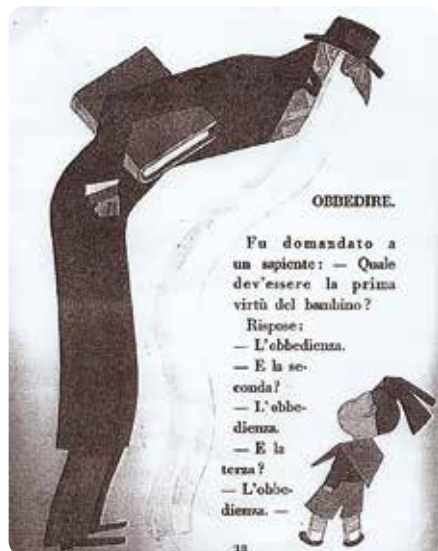 OBBEDIRE.
Fu domandato a
un sapiente: — Quale
dev'essere la prima
virtù del bambino?
Rispose:
— L'obbedienza.
— E la se-
conda?
— L'obbe-
dienza.
— E la
terza?
— L'obbe-
dienza. —